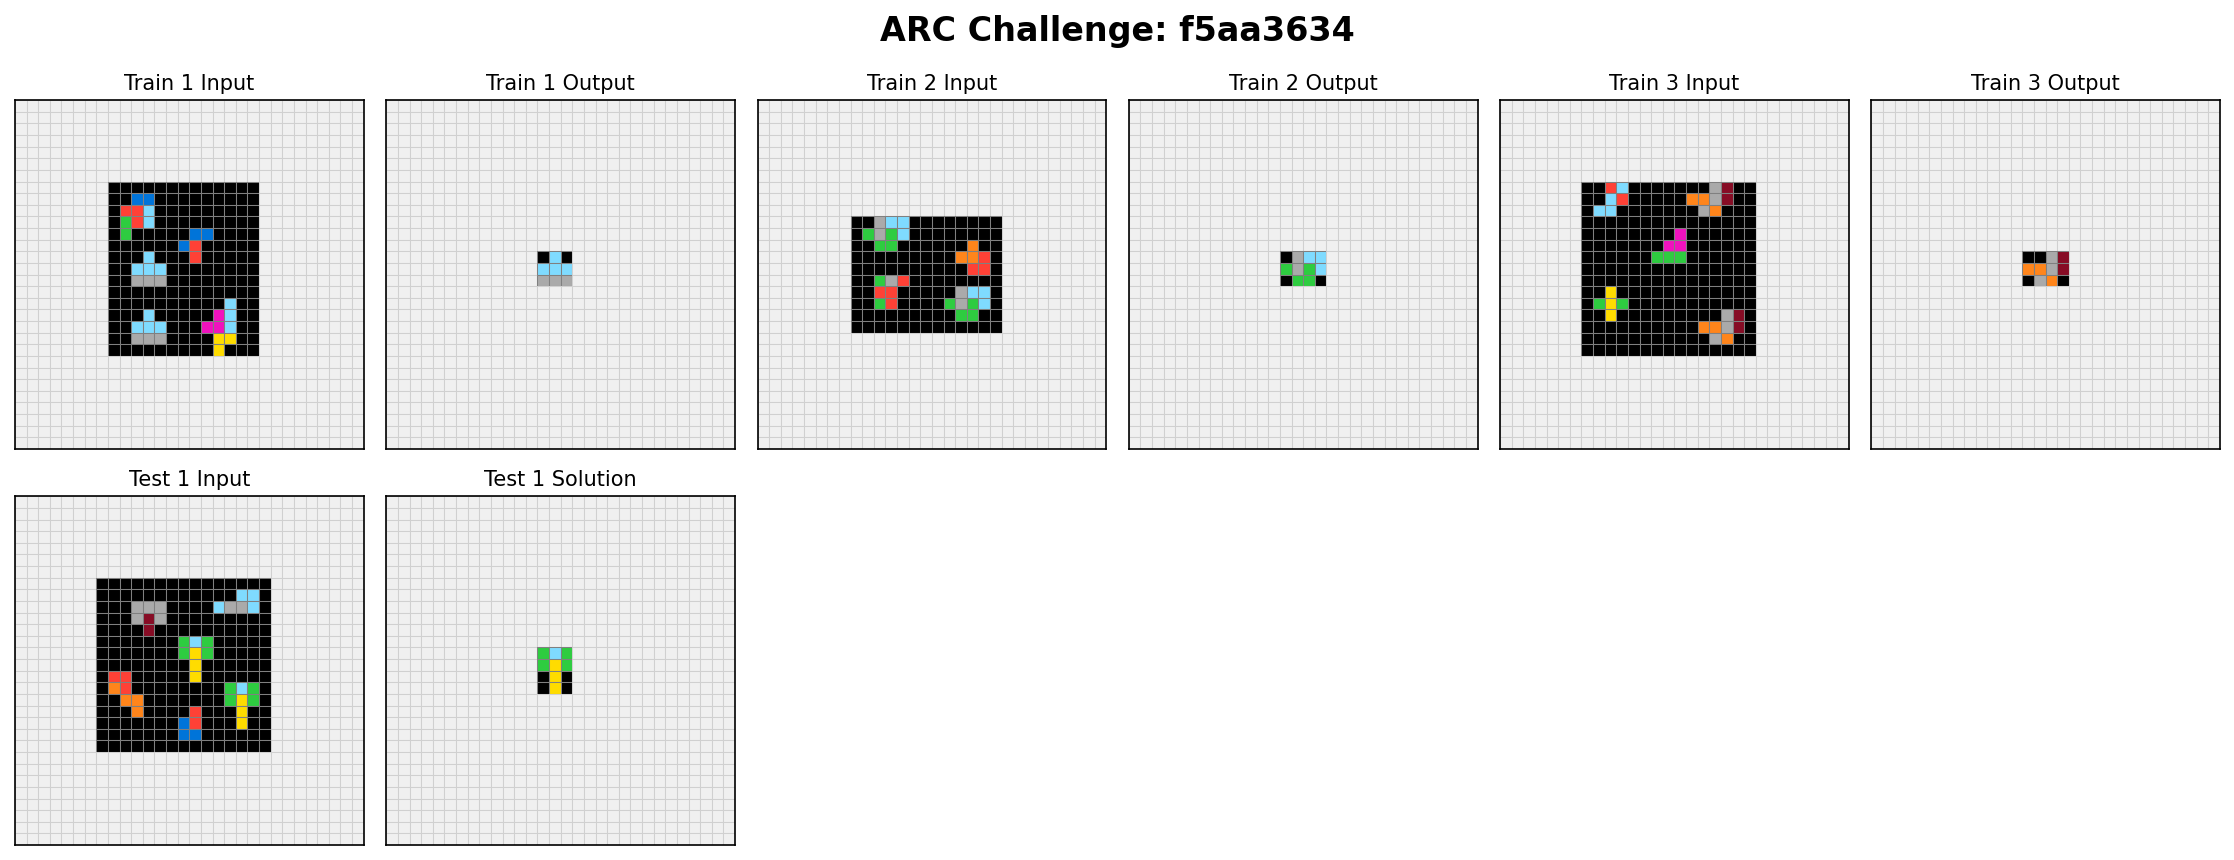 ARC Challenge: f5aa3634
Train 1 Input
Train 1 Output
Train 2 Input
Train 2 Output
Train 3 Input
Train 3 Output
Test 1 Input
Test 1 Solution